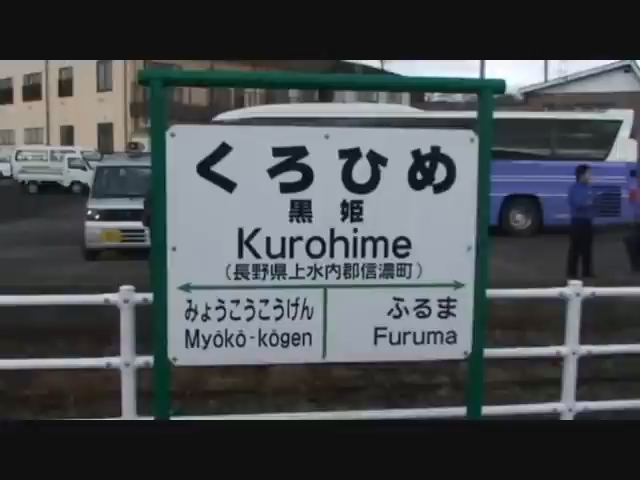 くろひめ
黒姫
Kurohime
(長野県上水内郡信濃町)
みょうこうこうげん ふるま
Myōkō-kōgen Furuma